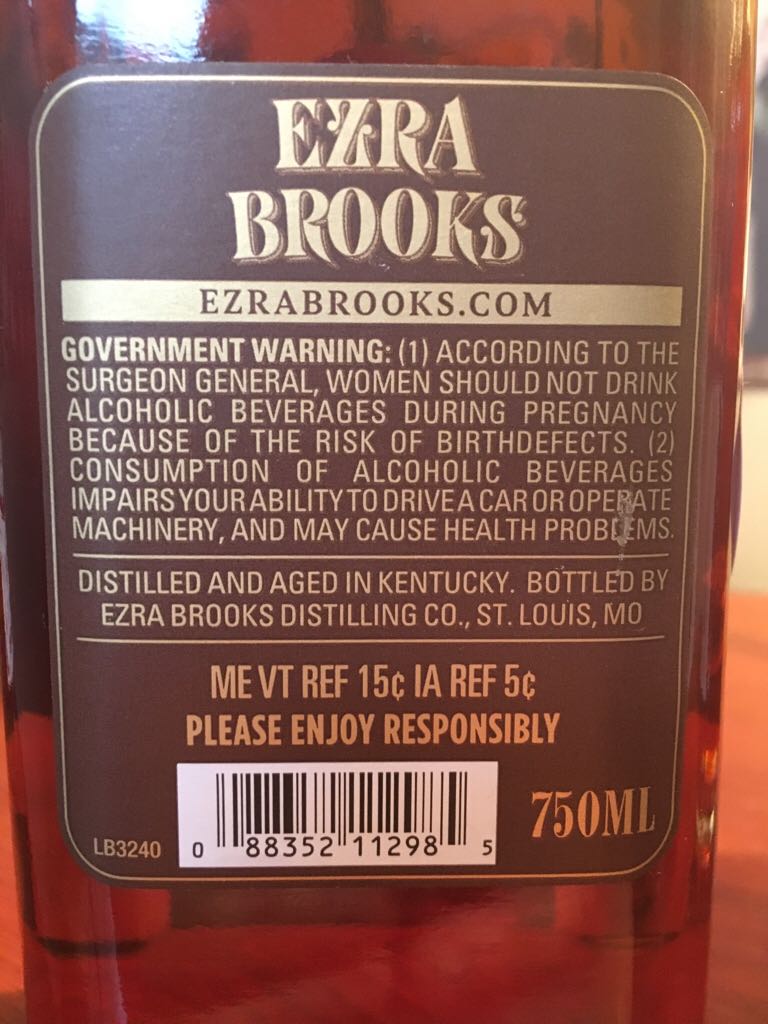 EZRA
BROOKS
EZRABROOKS.COM
GOVERNMENT WARNING: (1) ACCORDING TO THE
SURGEON GENERAL, WOMEN SHOULD NOT DRINK
ALCOHOLIC BEVERAGES DURING PREGNANCY
BECAUSE OF THE RISK OF BIRTHDEFECTS. (2)
CONSUMPTION OF ALCOHOLIC BEVERAGES
IMPAIRS YOUR ABILITY TO DRIVE A CAR OR OPERATE
MACHINERY, AND MAY CAUSE HEALTH PROBLEMS.
DISTILLED AND AGED IN KENTUCKY. BOTTLED BY
EZRA BROOKS DISTILLING CO., ST. LOUIS, MO
ME VT REF 15¢ IA REF 5¢
PLEASE ENJOY RESPONSIBLY
LB3240 0 88352 11298 5 750ML